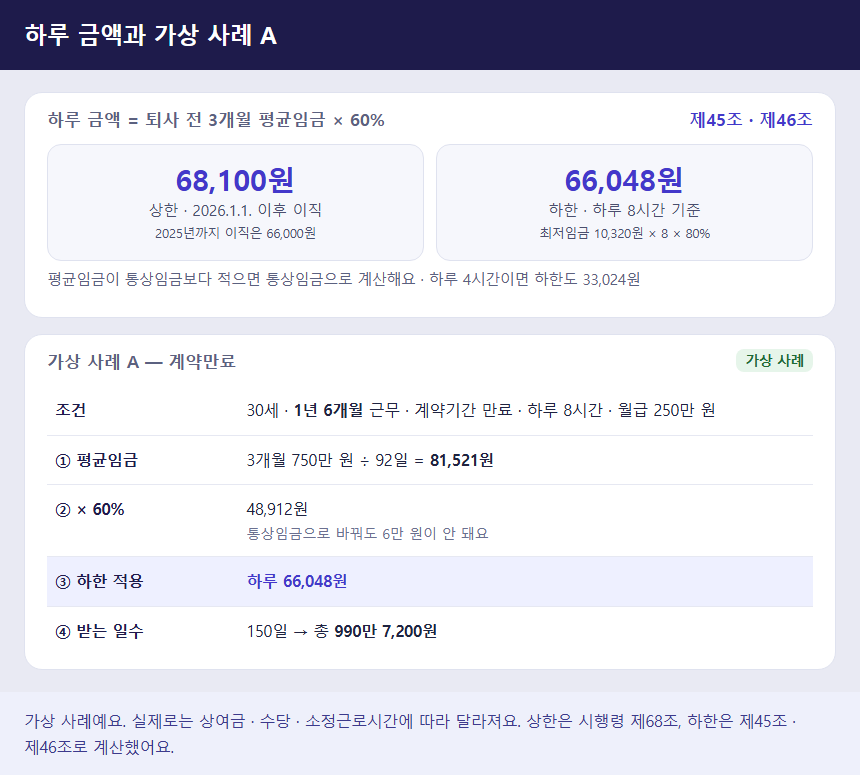 하루 금액과 가상 사례 A
하루 금액 = 퇴사 전 3개월 평균임금 × 60%
제45조 · 제46조
68,100원
상한 · 2026.1.1. 이후 이직
2025년까지 이직은 66,000원
66,048원
하한 · 하루 8시간 기준
최저임금 10,320원 × 8 × 80%
평균임금이 통상임금보다 적으면 통상임금으로 계산해요 · 하루 4시간이면 하한도 33,024원
가상 사례 A — 계약만료
가상 사례
조건
30세 · 1년 6개월 근무 · 계약기간 만료 · 하루 8시간 · 월급 250만 원
① 평균임금
3개월 750만 원 ÷ 92일 = 81,521원
② × 60%
48,912원
통상임금으로 바꿔도 6만 원이 안 돼요
③ 하한 적용
하루 66,048원
④ 받는 일수
150일 → 총 990만 7,200원
가상 사례예요. 실제로는 상여금 · 수당 · 소정근로시간에 따라 달라져요. 상한은 시행령 제68조, 하한은 제45조 ·
제46조로 계산했어요.